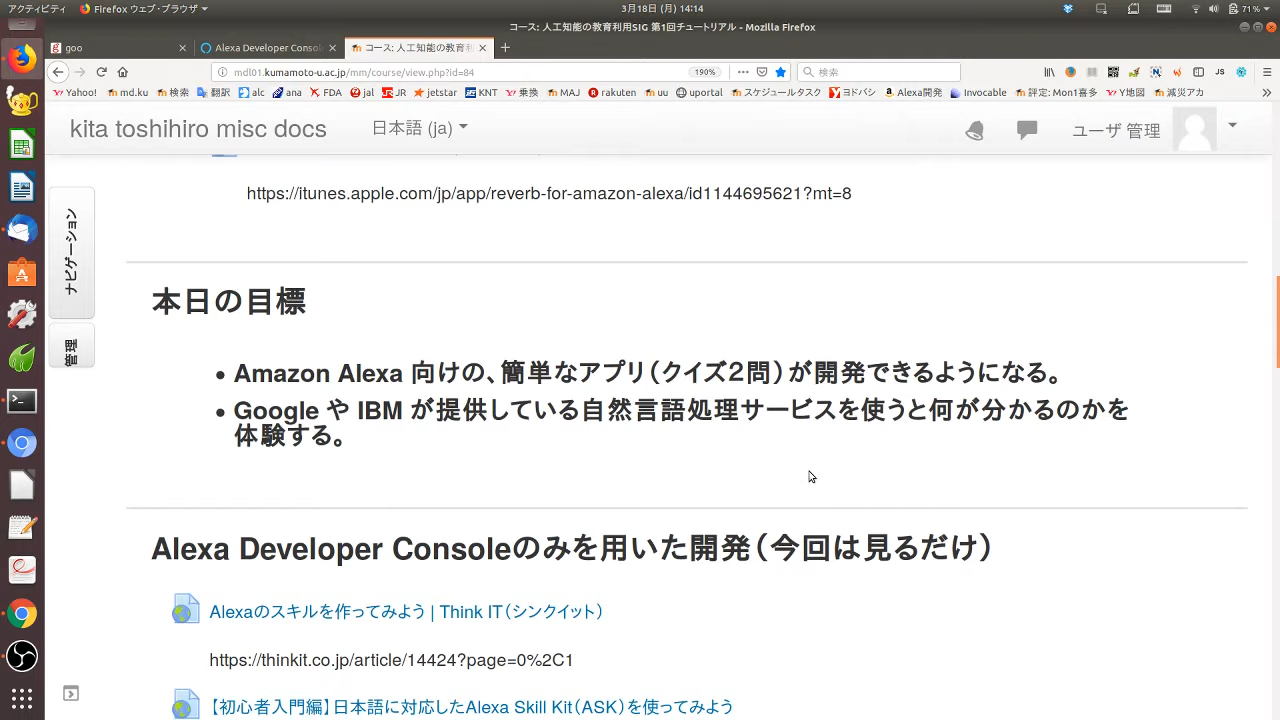 アクティビティ
Firefox ウェブ・ブラウザ
3月18日 (月) 14:14
71%
コース: 人工知能の教育利用SIG 第1回チュートリアル - Mozilla Firefox
goo
Alexa Developer Conso
コース: 人工知能の教育利
mdl01.kumamoto-u.ac.jp/mm/course/view.php?id=84
190%
検索
Yahoo! md.ku 検索 翻訳 alc ana FDA jal JR jetstar KNT 乗換 MAJ rakuten uu uportal スケジュールタスク ヨドバシ Alexa開発 Invocable 評定: Mon1喜多 Y地図 減災アカ
kita toshihiro misc docs
日本語 (ja)
ユーザ 管理
ナビゲーション
管理
https://itunes.apple.com/jp/app/reverb-for-amazon-alexa/id1144695621?mt=8
本日の目標
• Amazon Alexa 向けの、簡単なアプリ（クイズ２問）が開発できるようになる。
• Google や IBM が提供している自然言語処理サービスを使うと何が分かるのかを
体験する。
Alexa Developer Consoleのみを用いた開発（今回は見るだけ）
Alexaのスキルを作ってみよう | Think IT（シンクイット）
https://thinkit.co.jp/article/14424?page=0%2C1
【初心者入門編】日本語に対応したAlexa Skill Kit（ASK）を使ってみよう